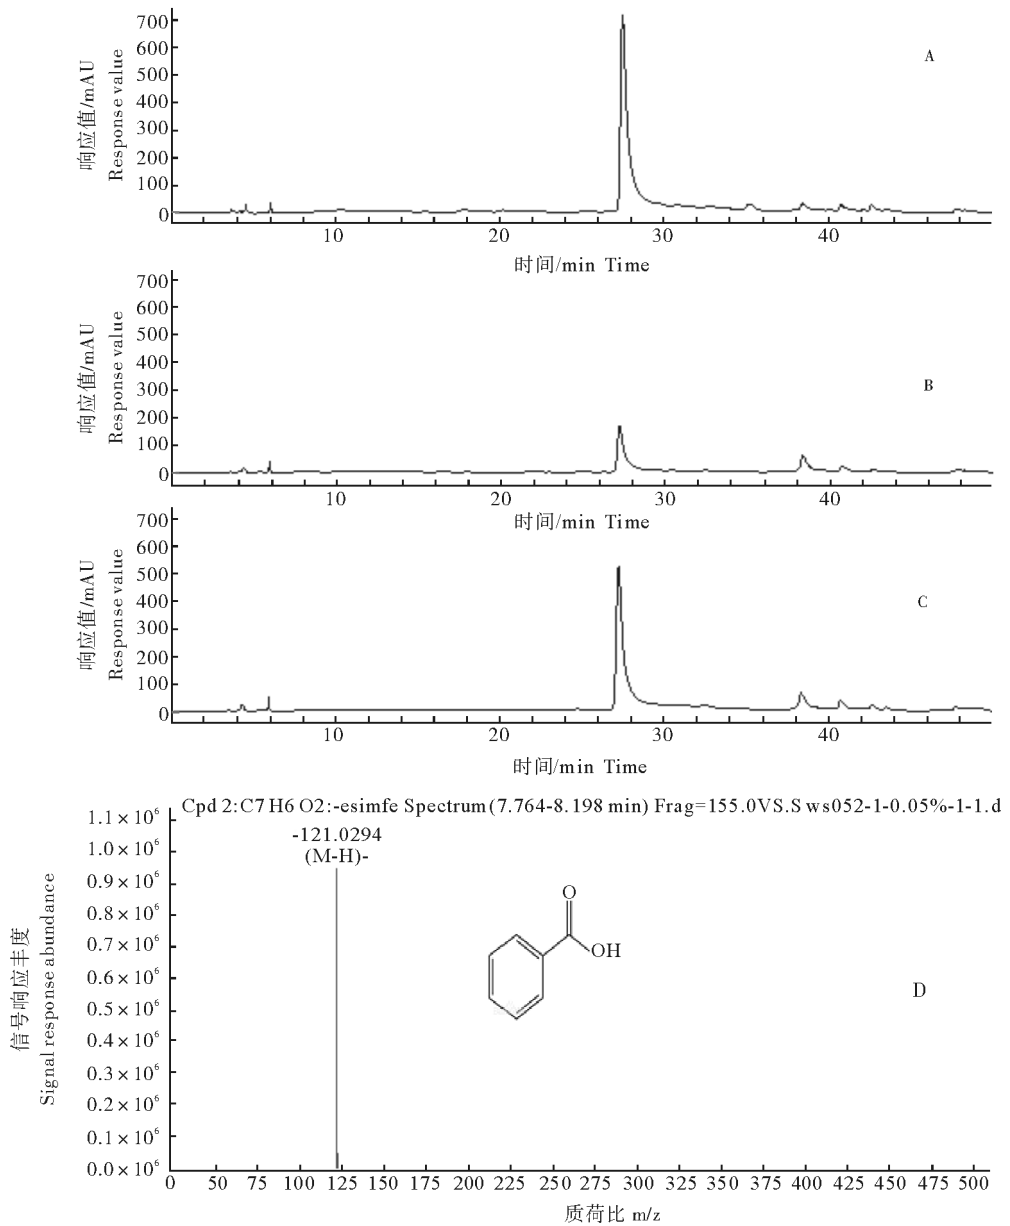 700
600
500
400
300
200
100
0
响应值/mAU
Response value
A
10 20 30 40
时间/min Time
700
600
500
400
300
200
100
0
响应值/mAU
Response value
B
10 20 30 40
时间/min Time
700
600
500
400
300
200
100
0
响应值/mAU
Response value
C
10 20 30 40
时间/min Time
Cpd 2:C7 H6 O2:-esimfe Spectrum(7.764-8.198 min) Frag=155.0VS.S ws052-1-0.05%-1-1.d
-121.0294
(M-H)-
1.1×10⁶
1.0×10⁶
0.9×10⁶
0.8×10⁶
0.7×10⁶
0.6×10⁶
0.5×10⁶
0.4×10⁶
0.3×10⁶
0.2×10⁶
0.1×10⁶
0.0×10⁶
信号响应丰度
Signal response abundance
O
OH
D
0 50 75 100 125 150 175 200 225 250 275 300 325 350 375 400 425 450 475 500
质荷比 m/z